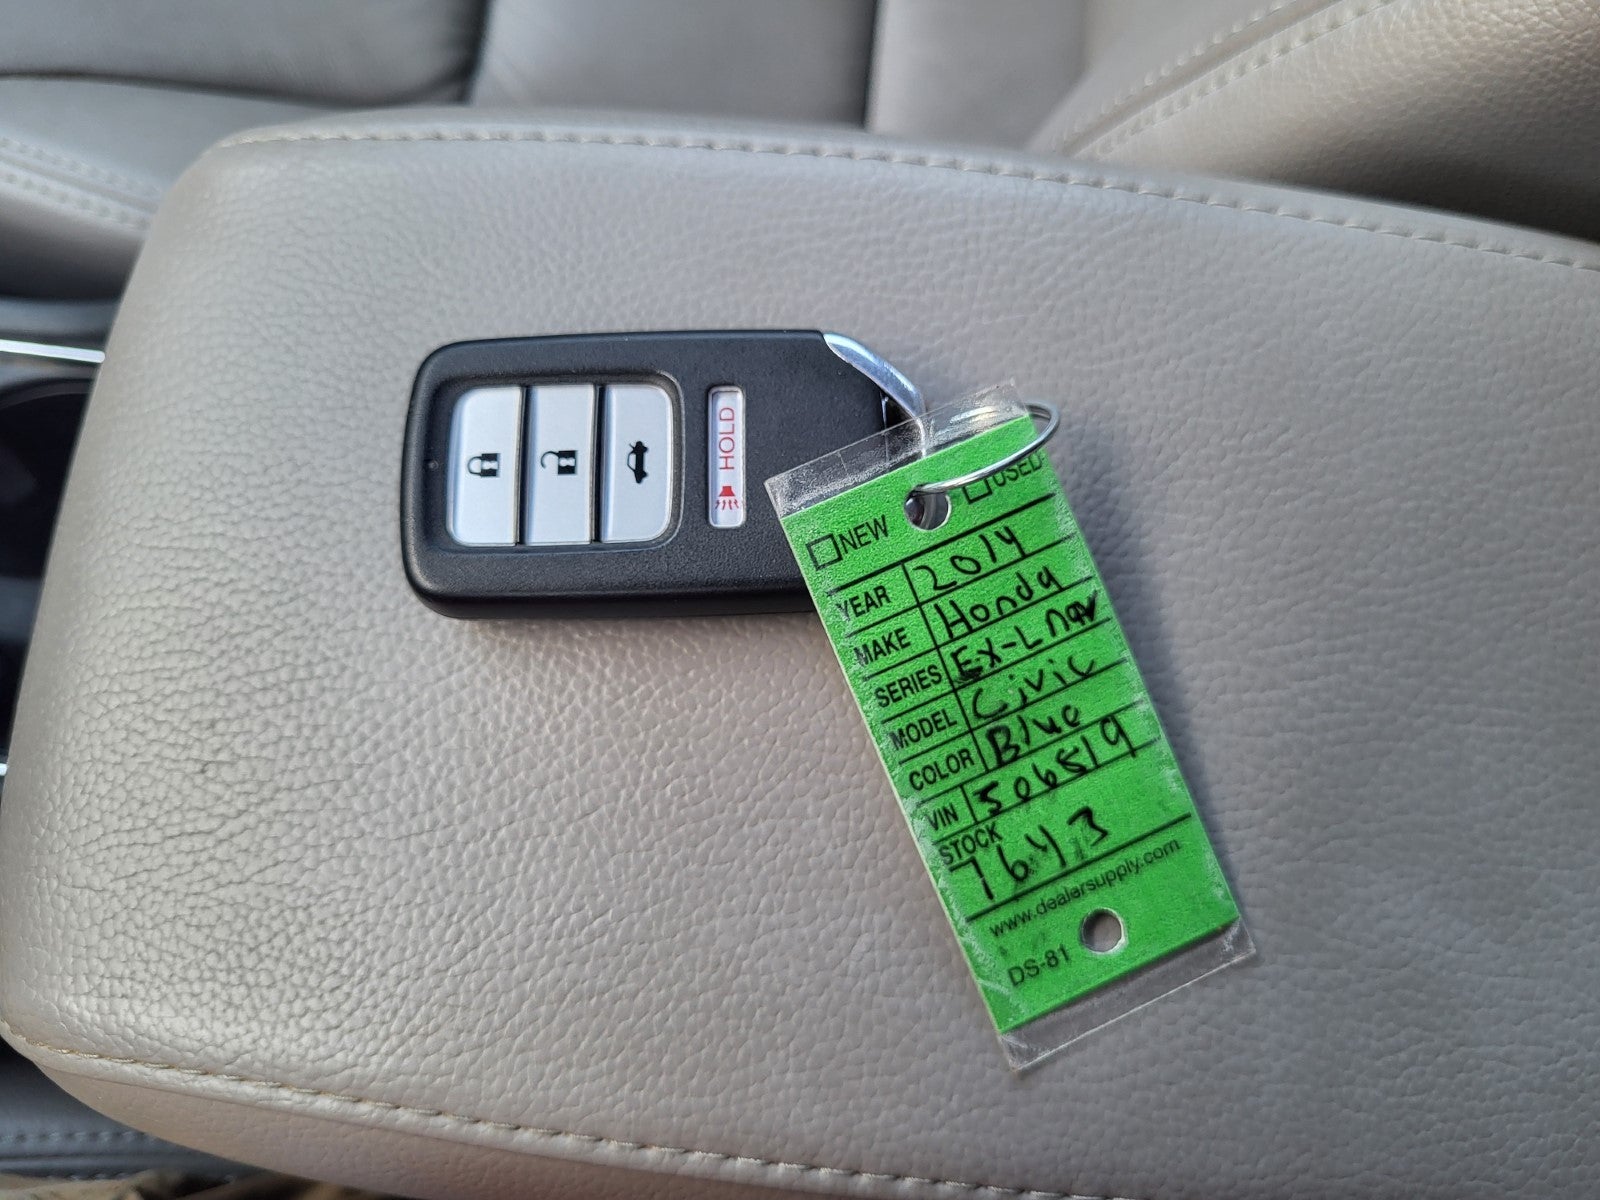 HOLD
NEW USED
YEAR 2014
MAKE Honda
SERIES EX-L nav
MODEL Civic
COLOR Blue
VIN 506819
STOCK
7643
www.dealersupply.com
DS-81